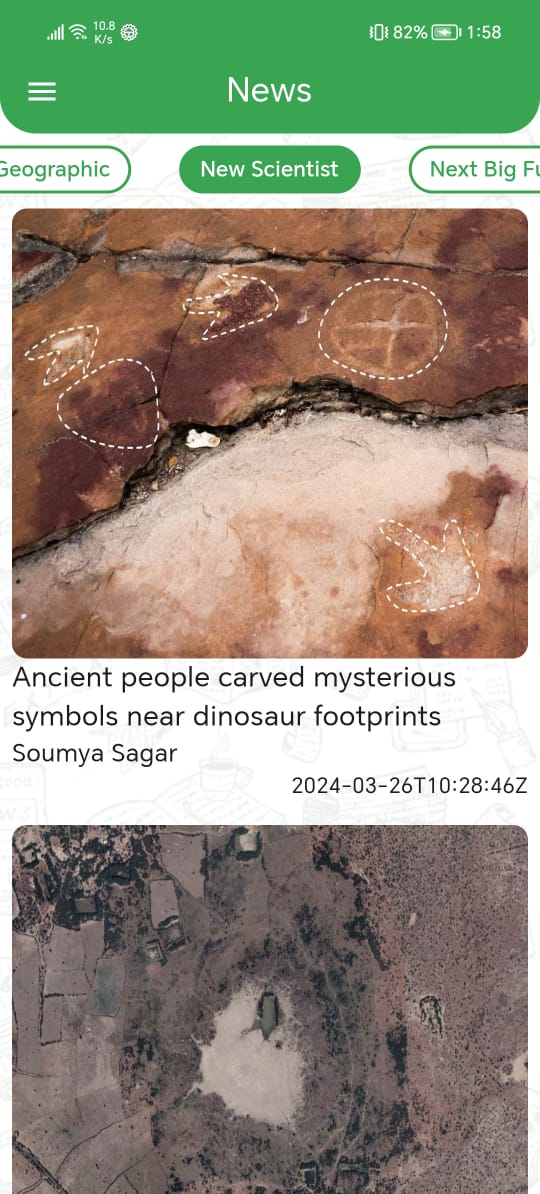 10.8
K/s
82%
1:58
News
Geographic
New Scientist
Next Big Fu
Ancient people carved mysterious
symbols near dinosaur footprints
Soumya Sagar
2024-03-26T10:28:46Z